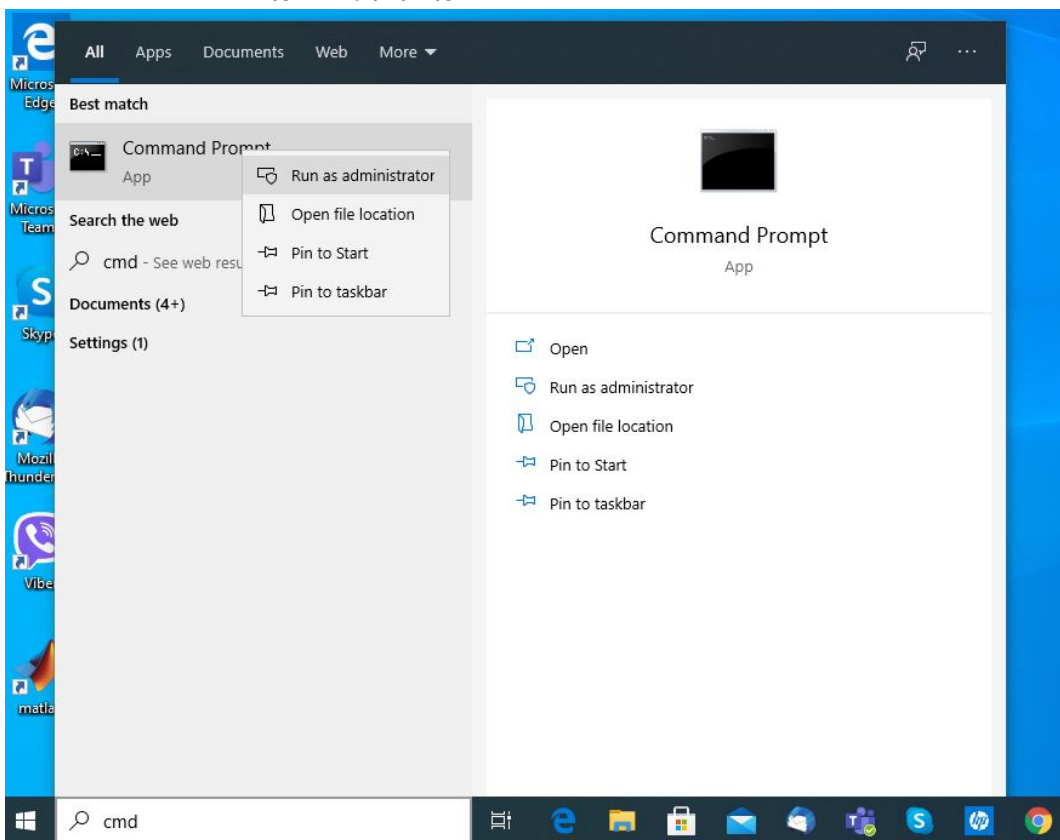 All Apps Documents Web More
Best match
Command Prompt
App
Run as administrator
Open file location
Pin to Start
Pin to taskbar
Search the web
cmd - See web resu
Documents (4+)
Settings (1)
Command Prompt
App
Open
Run as administrator
Open file location
Pin to Start
Pin to taskbar
Micros
Edge
Micros
Team
Skyp
Mozill
Thunder
Vibe
matla
cmd